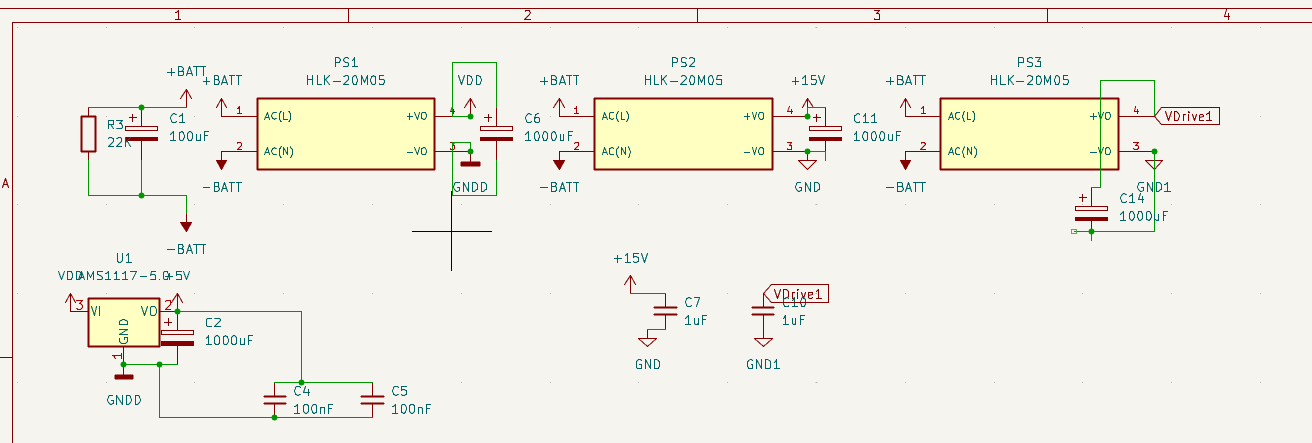 1 2 3 4
A
+BATT
R3
22K
C1
100uF
-BATT
+BATT
PS1
HLK-20M05
1 AC(L) +VO 4
2 AC(N) -VO 3
-BATT
VDD
GNDD
C6
1000uF
+BATT
PS2
HLK-20M05
1 AC(L) +VO 4
2 AC(N) -VO 3
-BATT
+15V
GND
C11
1000uF
+BATT
PS3
HLK-20M05
1 AC(L) +VO 4
2 AC(N) -VO 3
-BATT
VDrive1
GND1
C14
1000uF
U1
VDD AMS1117-5.0 +5V
3 VI VO 2
GND
1
GNDD
C2
1000uF
C4
100nF
C5
100nF
+15V
C7
1uF
GND
VDrive1
C10
1uF
GND1